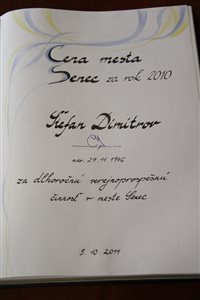 Cena mesta
Senec za rok 2010
Štefan Dimitrov
nar. 29. 11. 1946
za dlhoročnú verejnoprospešnú
činnosť v meste Senec
5. 10. 2011